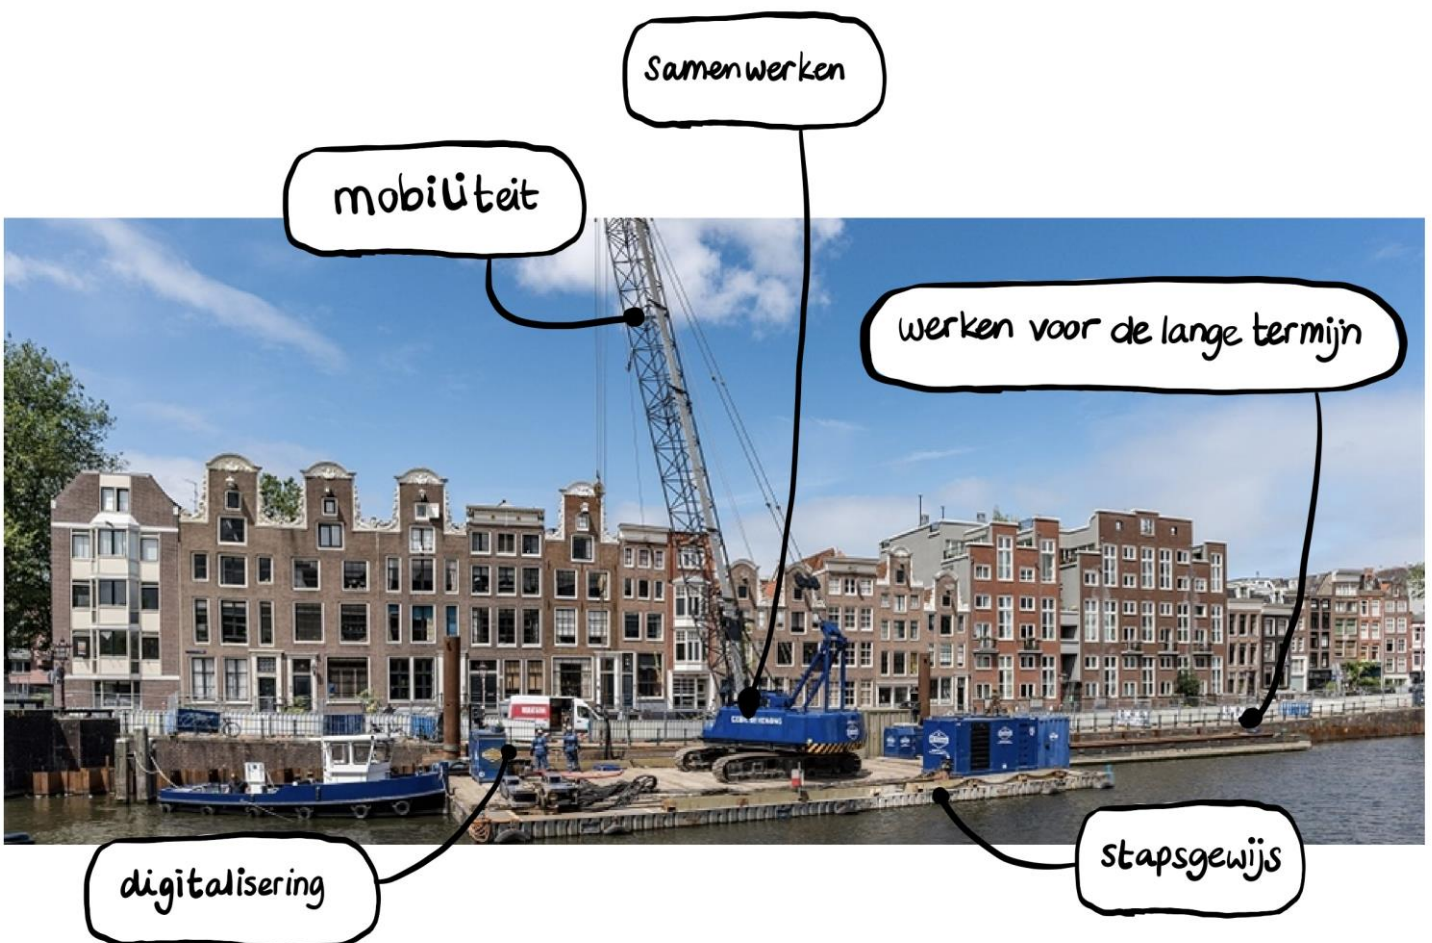 samenwerken
mobiliteit
werken voor de lange termijn
digitalisering
stapsgewijs